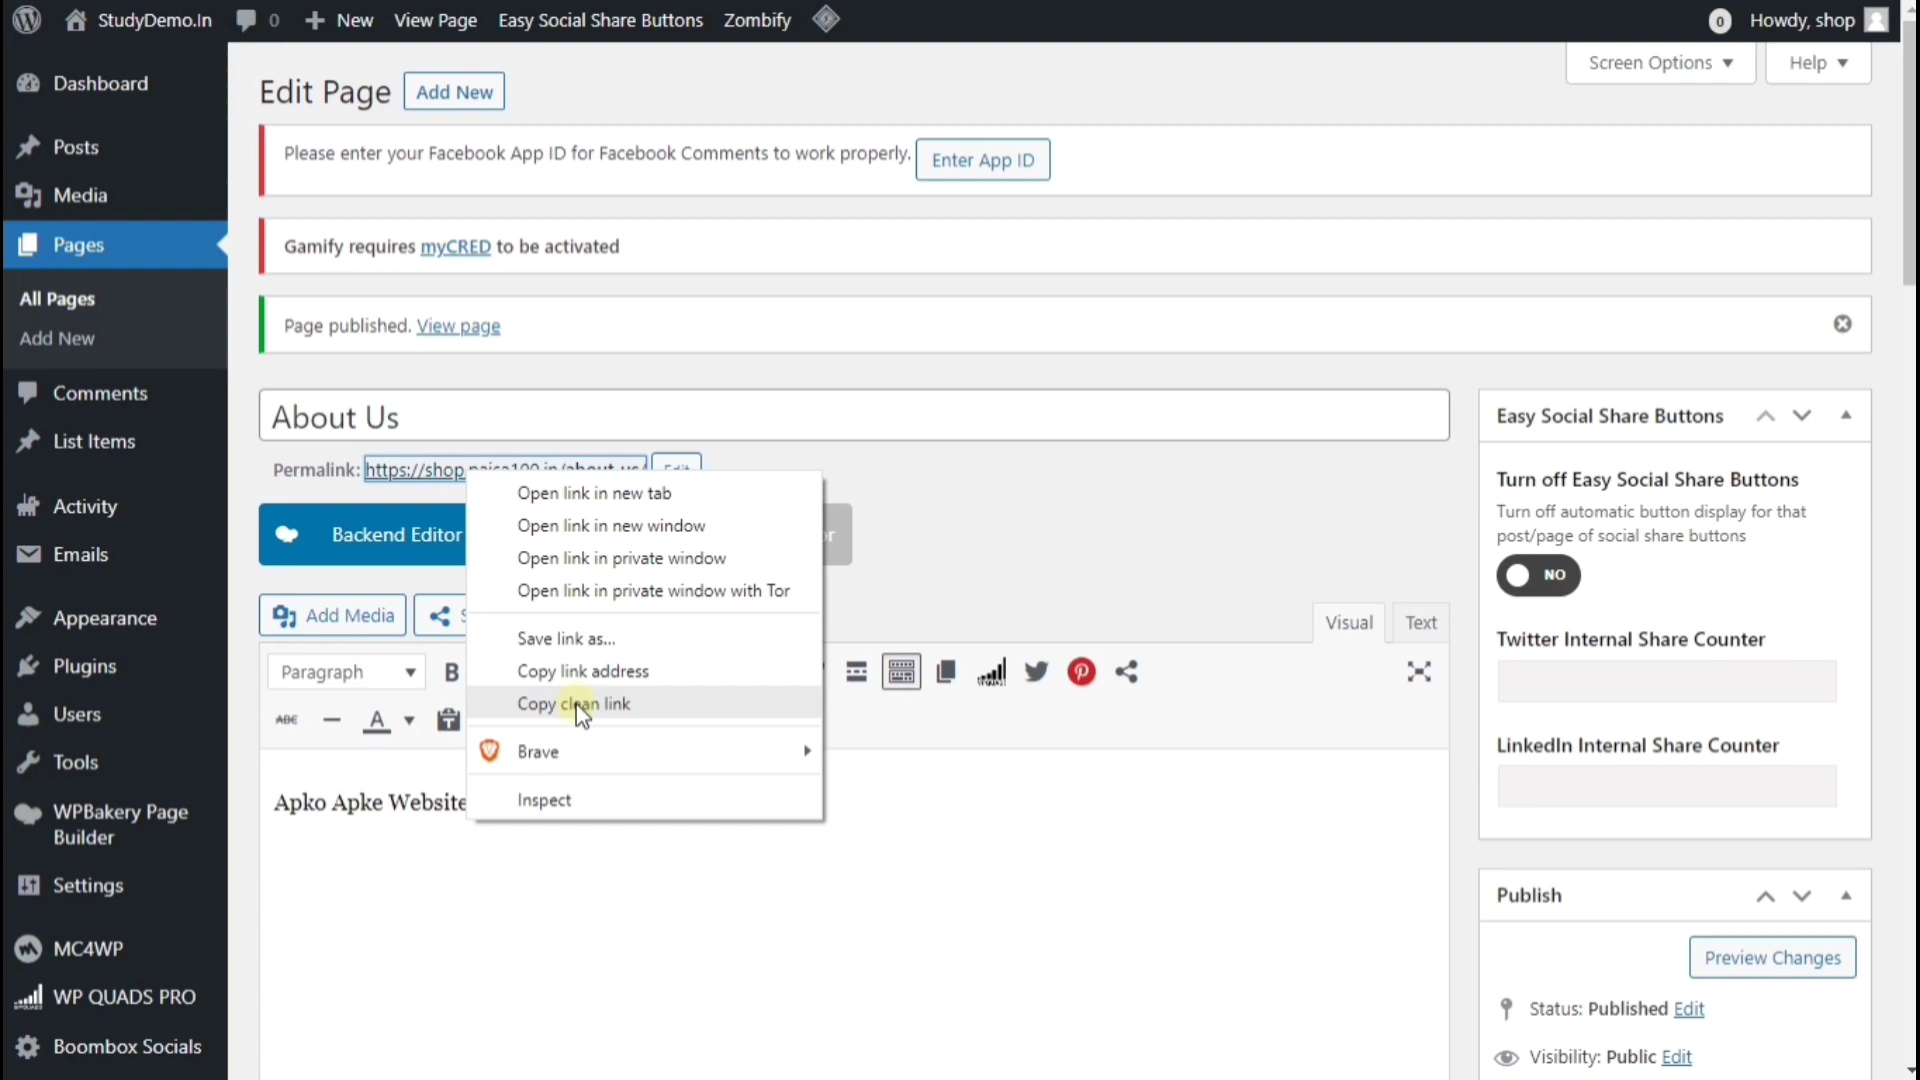 StudyDemo.In 0 New View Page Easy Social Share Buttons Zombify 0 Howdy, shop
Dashboard
Posts
Media
Pages
All Pages
Add New
Comments
List Items
Activity
Emails
Appearance
Plugins
Users
Tools
WPBakery Page
Builder
Settings
MC4WP
WP QUADS PRO
Boombox Socials
Screen Options Help
Edit Page Add New
Please enter your Facebook App ID for Facebook Comments to work properly. Enter App ID
Gamify requires myCRED to be activated
Page published. View page
About Us
Permalink: https://shop.paisa100.in/about-us/ Edit
Backend Editor
Add Media
Visual Text
Paragraph B
ABC A
Apko Apke Website
Open link in new tab
Open link in new window
Open link in private window
Open link in private window with Tor
Save link as...
Copy link address
Copy clean link
Brave
Inspect
Easy Social Share Buttons
Turn off Easy Social Share Buttons
Turn off automatic button display for that
post/page of social share buttons
NO
Twitter Internal Share Counter
LinkedIn Internal Share Counter
Publish
Preview Changes
Status: Published Edit
Visibility: Public Edit